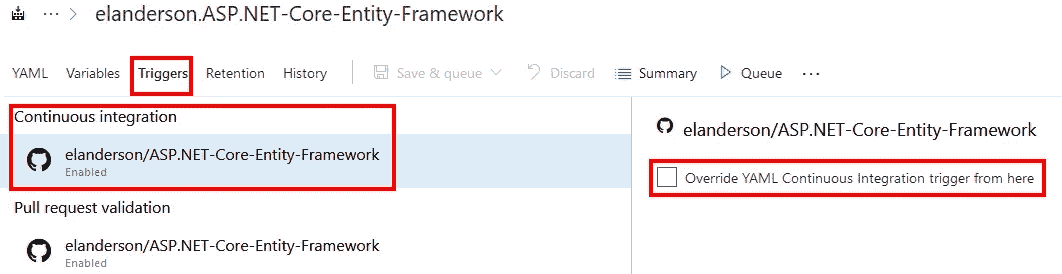 elanderson.ASP.NET-Core-Entity-Framework
YAML Variables Triggers Retention History Save & queue Discard Summary Queue
Continuous integration
elanderson/ASP.NET-Core-Entity-Framework
Enabled
Pull request validation
elanderson/ASP.NET-Core-Entity-Framework
Enabled
elanderson/ASP.NET-Core-Entity-Framework
Override YAML Continuous Integration trigger from here